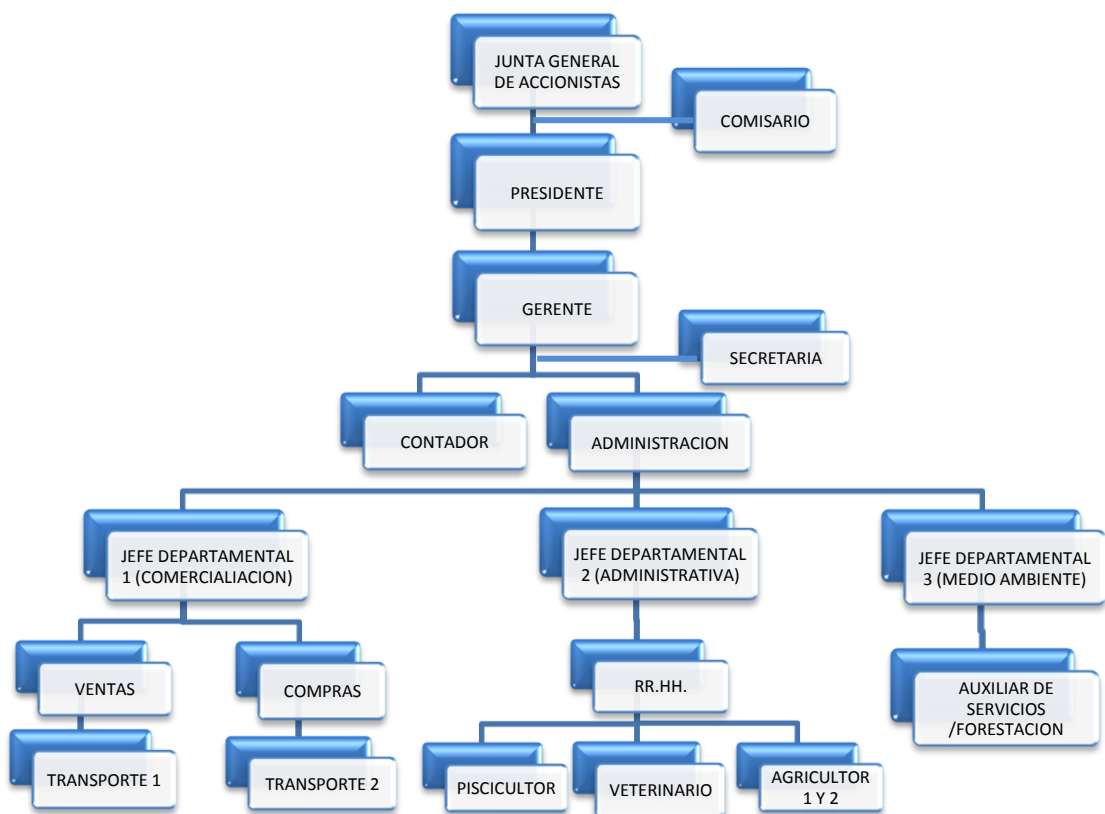 JUNTA GENERAL
DE ACCIONISTAS
COMISARIO
PRESIDENTE
GERENTE
SECRETARIA
CONTADOR
ADMINISTRACION
JEFE DEPARTAMENTAL
1 (COMERCIALIACION)
JEFE DEPARTAMENTAL
2 (ADMINISTRATIVA)
JEFE DEPARTAMENTAL
3 (MEDIO AMBIENTE)
VENTAS
COMPRAS
RR.HH.
AUXILIAR DE
SERVICIOS
/FORESTACION
TRANSPORTE 1
TRANSPORTE 2
PISCICULTOR
VETERINARIO
AGRICULTOR
1 Y 2